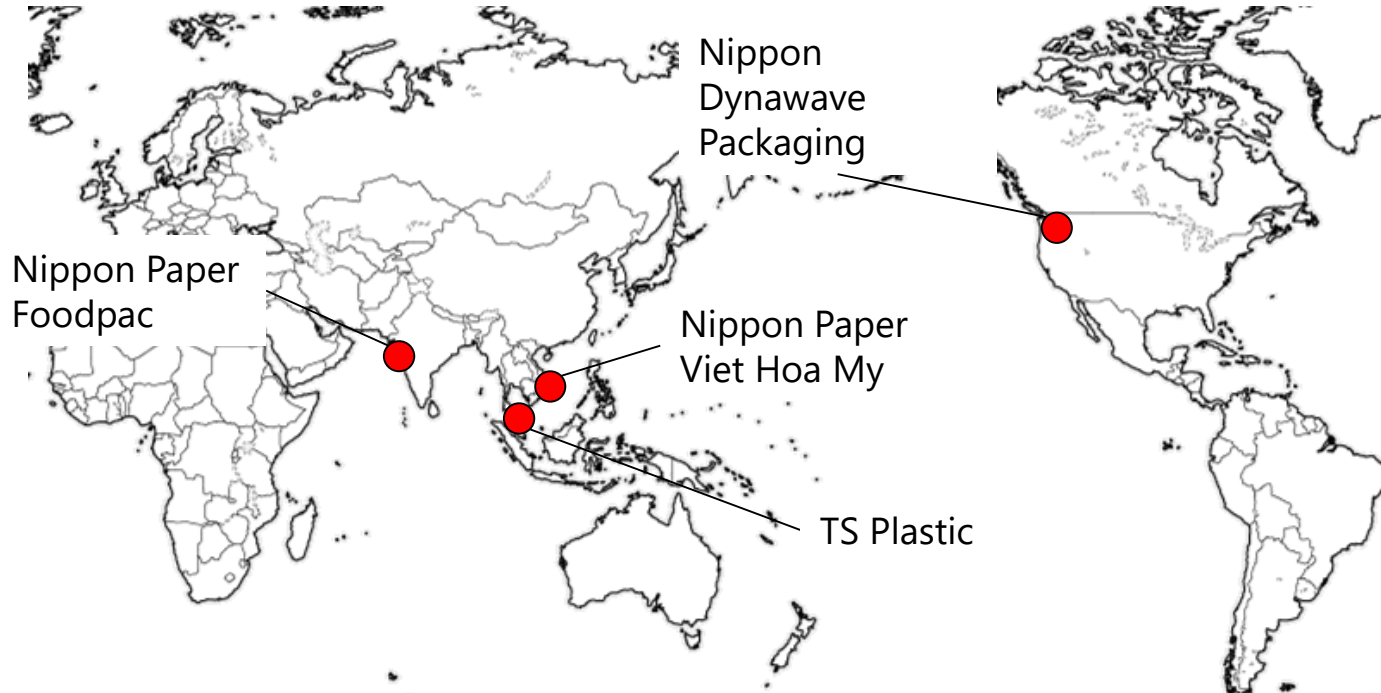 Nippon
Dynawave
Packaging
Nippon Paper
Foodpac
Nippon Paper
Viet Hoa My
TS Plastic